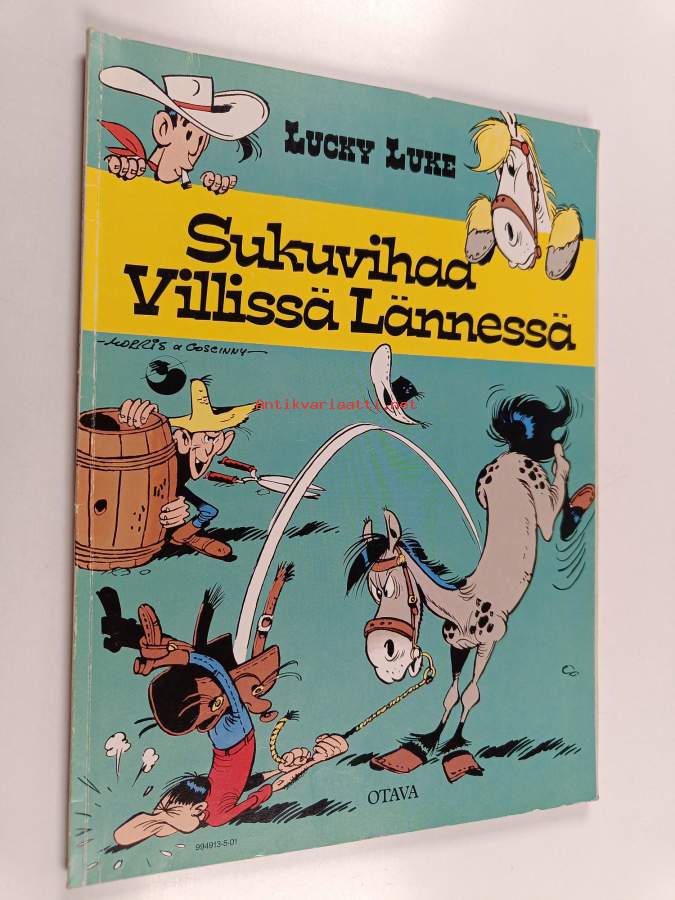 LUCKY LUKE
Sukuvihaa
Villissä Lännessä
MORRIS & GOSCINNY
Antikvariaatti.net
OTAVA
994913-5-01